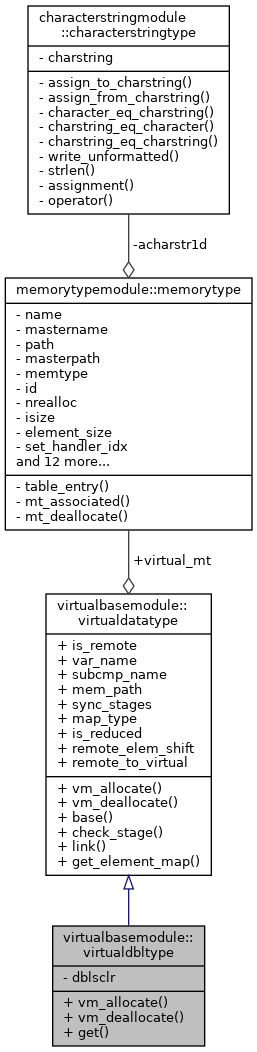 characterstringmodule
::characterstringtype
- charstring
- assign_to_charstring()
- assign_from_charstring()
- character_eq_charstring()
- charstring_eq_character()
- charstring_eq_charstring()
- write_unformatted()
- strlen()
- assignment()
- operator()
-acharstr1d
memorytypemodule::memorytype
- name
- mastername
- path
- masterpath
- memtype
- id
- nrealloc
- isize
- element_size
- set_handler_idx
and 12 more...
- table_entry()
- mt_associated()
- mt_deallocate()
+virtual_mt
virtualbasemodule::
virtualdatatype
+ is_remote
+ var_name
+ subcmp_name
+ mem_path
+ sync_stages
+ map_type
+ is_reduced
+ remote_elem_shift
+ remote_to_virtual
+ vm_allocate()
+ vm_deallocate()
+ base()
+ check_stage()
+ link()
+ get_element_map()
virtualbasemodule::
virtualdbltype
- dblsclr
+ vm_allocate()
+ vm_deallocate()
+ get()